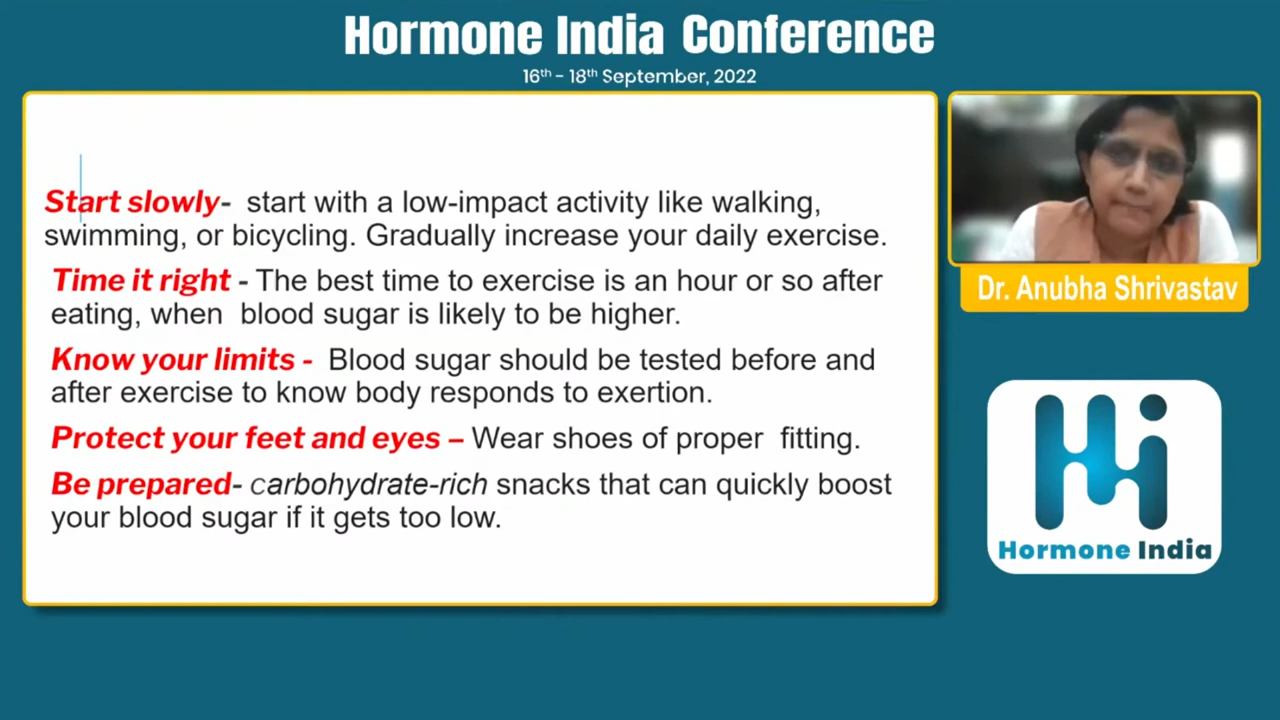 Hormone India Conference
16th - 18th September, 2022
Start slowly- start with a low-impact activity like walking,
swimming, or bicycling. Gradually increase your daily exercise.
Time it right - The best time to exercise is an hour or so after
eating, when blood sugar is likely to be higher.
Know your limits - Blood sugar should be tested before and
after exercise to know body responds to exertion.
Protect your feet and eyes – Wear shoes of proper fitting.
Be prepared- carbohydrate-rich snacks that can quickly boost
your blood sugar if it gets too low.
Dr. Anubha Shrivastav
Hi
Hormone India